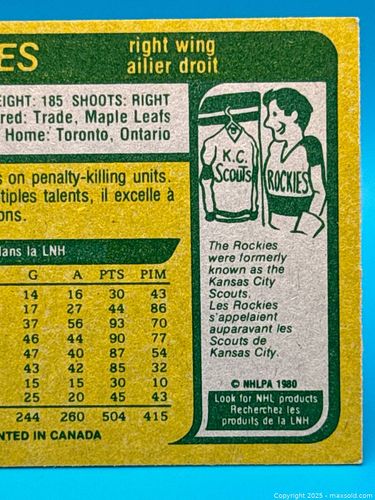 ES
right wing
ailier droit
EIGHT: 185 SHOOTS: RIGHT
red: Trade, Maple Leafs
Home: Toronto, Ontario
s on penalty-killing units.
tiples talents, il excelle à
ons.
K.C.
SCOUTS
ROCKIES
The Rockies
were formerly
known as the
Kansas City
Scouts.
Les Rockies
s'appelaient
auparavant les
Scouts de
Kansas City.
dans la LNH
G A PTS PIM
14 16 30 43
17 27 44 86
37 56 93 70
46 44 90 77
47 40 87 54
43 42 85 32
15 15 30 10
25 20 45 43
244 260 504 415
NTED IN CANADA
© NHLPA 1980
Look for NHL products
Recherchez les
produits de la LNH
Copyright 2025 - maxsold.com